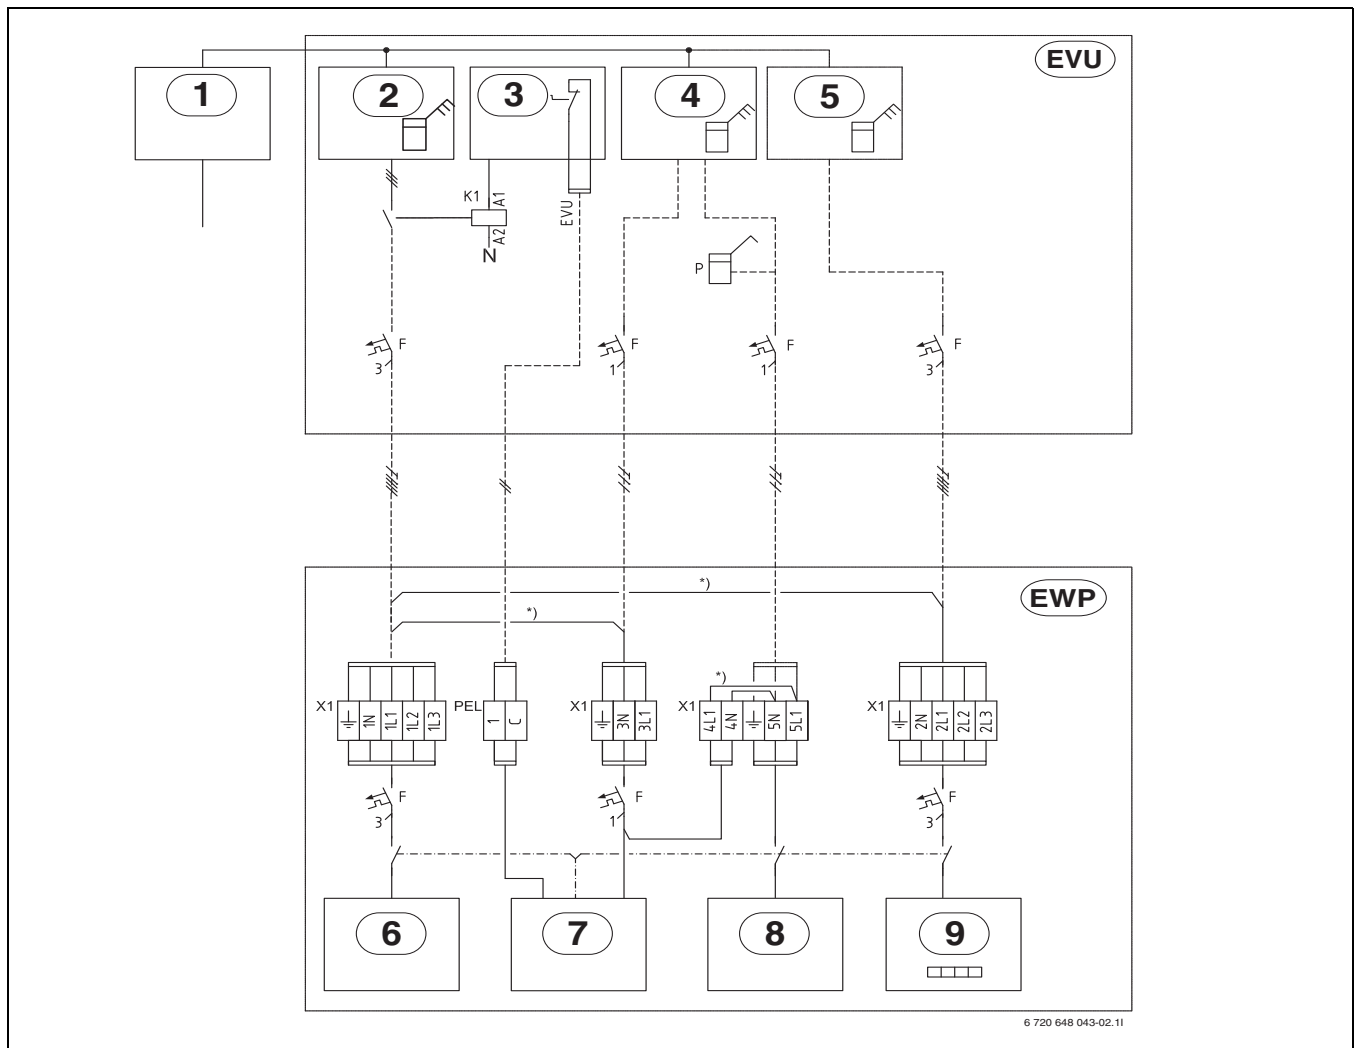 EVU
1
2
3
4
5
K1
A1
A2
N
EVU
P
F
3
F
1
F
1
F
3
EWP
*)
*)
*)
X1
1N
1L1
1L2
1L3
PEL
1
C
X1
3N
3L1
X1
4L1
4N
5N
5L1
X1
2N
2L1
2L2
2L3
F
3
F
1
F
3
6
7
8
9
6 720 648 043-02.1I